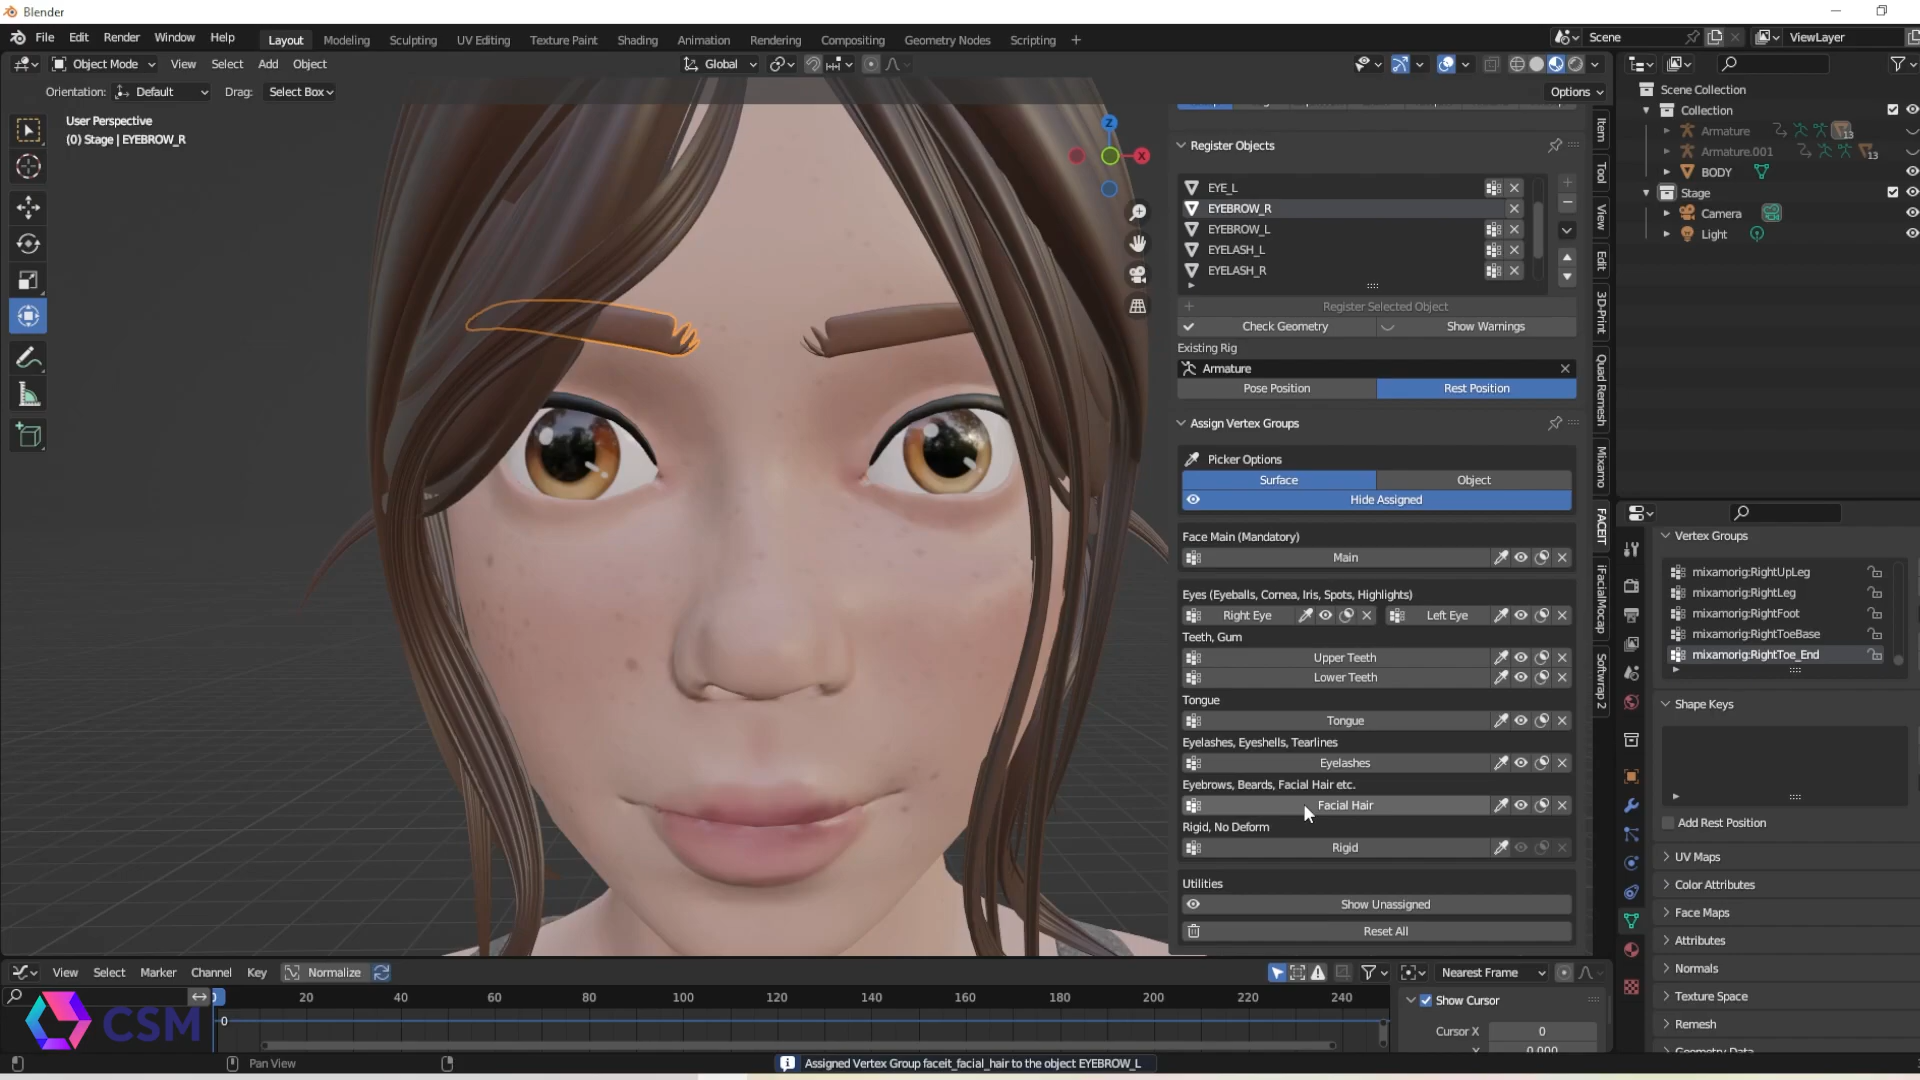 Blender
File Edit Render Window Help Layout Modeling Sculpting UV Editing Texture Paint Shading Animation Rendering Compositing Geometry Nodes Scripting + Scene ViewLayer
Object Mode View Select Add Object Global
Orientation: Default Drag: Select Box Options
User Perspective
(0) Stage | EYEBROW_R
Z
X
Register Objects
EYE_L
EYEBROW_R
EYEBROW_L
EYELASH_L
EYELASH_R
Register Selected Object
Check Geometry Show Warnings
Existing Rig
Armature
Pose Position Rest Position
Assign Vertex Groups
Picker Options
Surface Object
Hide Assigned
Face Main (Mandatory)
Main
Eyes (Eyeballs, Cornea, Iris, Spots, Highlights)
Right Eye Left Eye
Teeth, Gum
Upper Teeth
Lower Teeth
Tongue
Tongue
Eyelashes, Eyeshells, Tearlines
Eyelashes
Eyebrows, Beards, Facial Hair etc.
Facial Hair
Rigid, No Deform
Rigid
Utilities
Show Unassigned
Reset All
Item
Tool
View
Edit
3D-Print
Quad Remesh
Mixamo
FACEIT
iFacialMocap
Softwrap 2
Scene Collection
Collection
Armature 13
Armature.001 13
BODY
Stage
Camera
Light
Vertex Groups
mixamorig:RightUpLeg
mixamorig:RightLeg
mixamorig:RightFoot
mixamorig:RightToeBase
mixamorig:RightToe_End
Shape Keys
Add Rest Position
UV Maps
Color Attributes
Face Maps
Attributes
Normals
Texture Space
Remesh
Geometry Data
View Select Marker Channel Key Normalize Nearest Frame
20 40 60 80 100 120 140 160 180 200 220 240
0
Show Cursor
Cursor X 0
Y 0.000
CSM
Pan View
Assigned Vertex Group faceit_facial_hair to the object EYEBROW_L